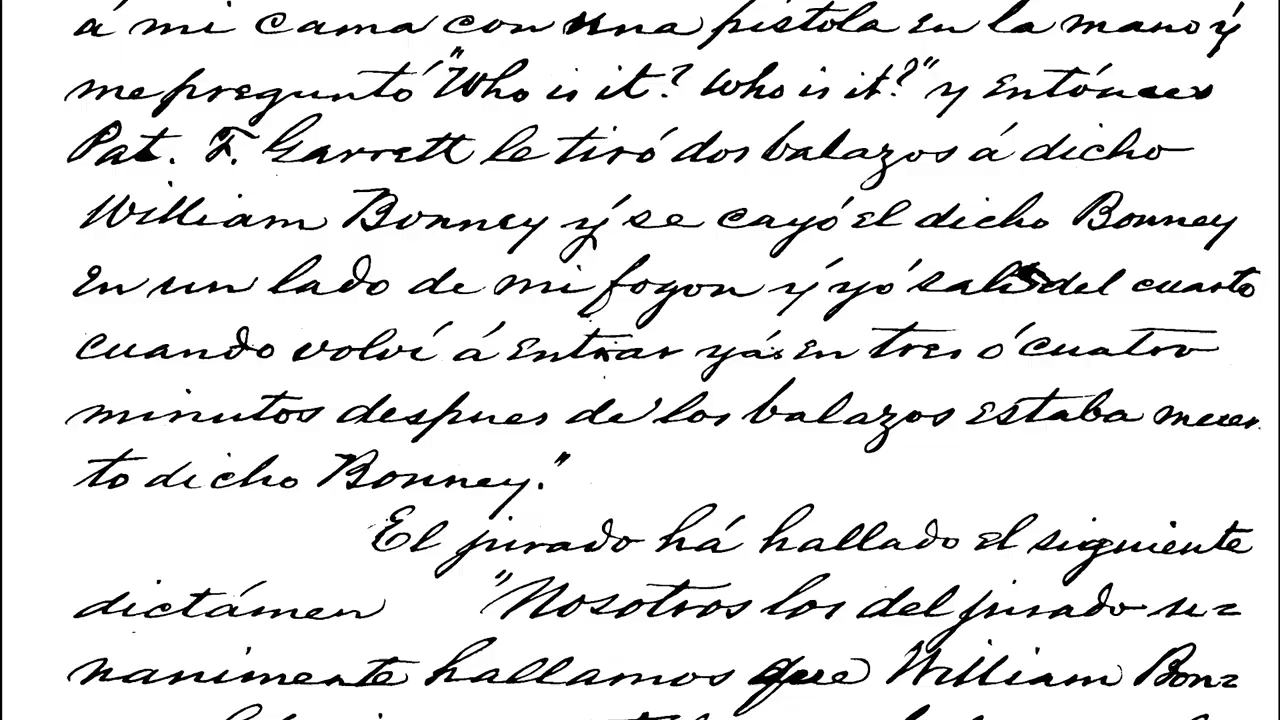 á mi cama con una pistola en la mano ý
me preguntó "Who is it? Who is it?" y entónces
Pat. F. Garrett le tiró dos balazos á dicho
William Bonney ý se cayó el dicho Bonney
en un lado de mi fogon ý yó salí del cuarto
cuando volví á entrar yá en tres ó cuatro
minutos despues de los balazos estaba muer
to dicho Bonney."
El jurado há hallado el siguiente
dictámen "Nosotros los del jurado u=
nanimente hallamos que William Bon=